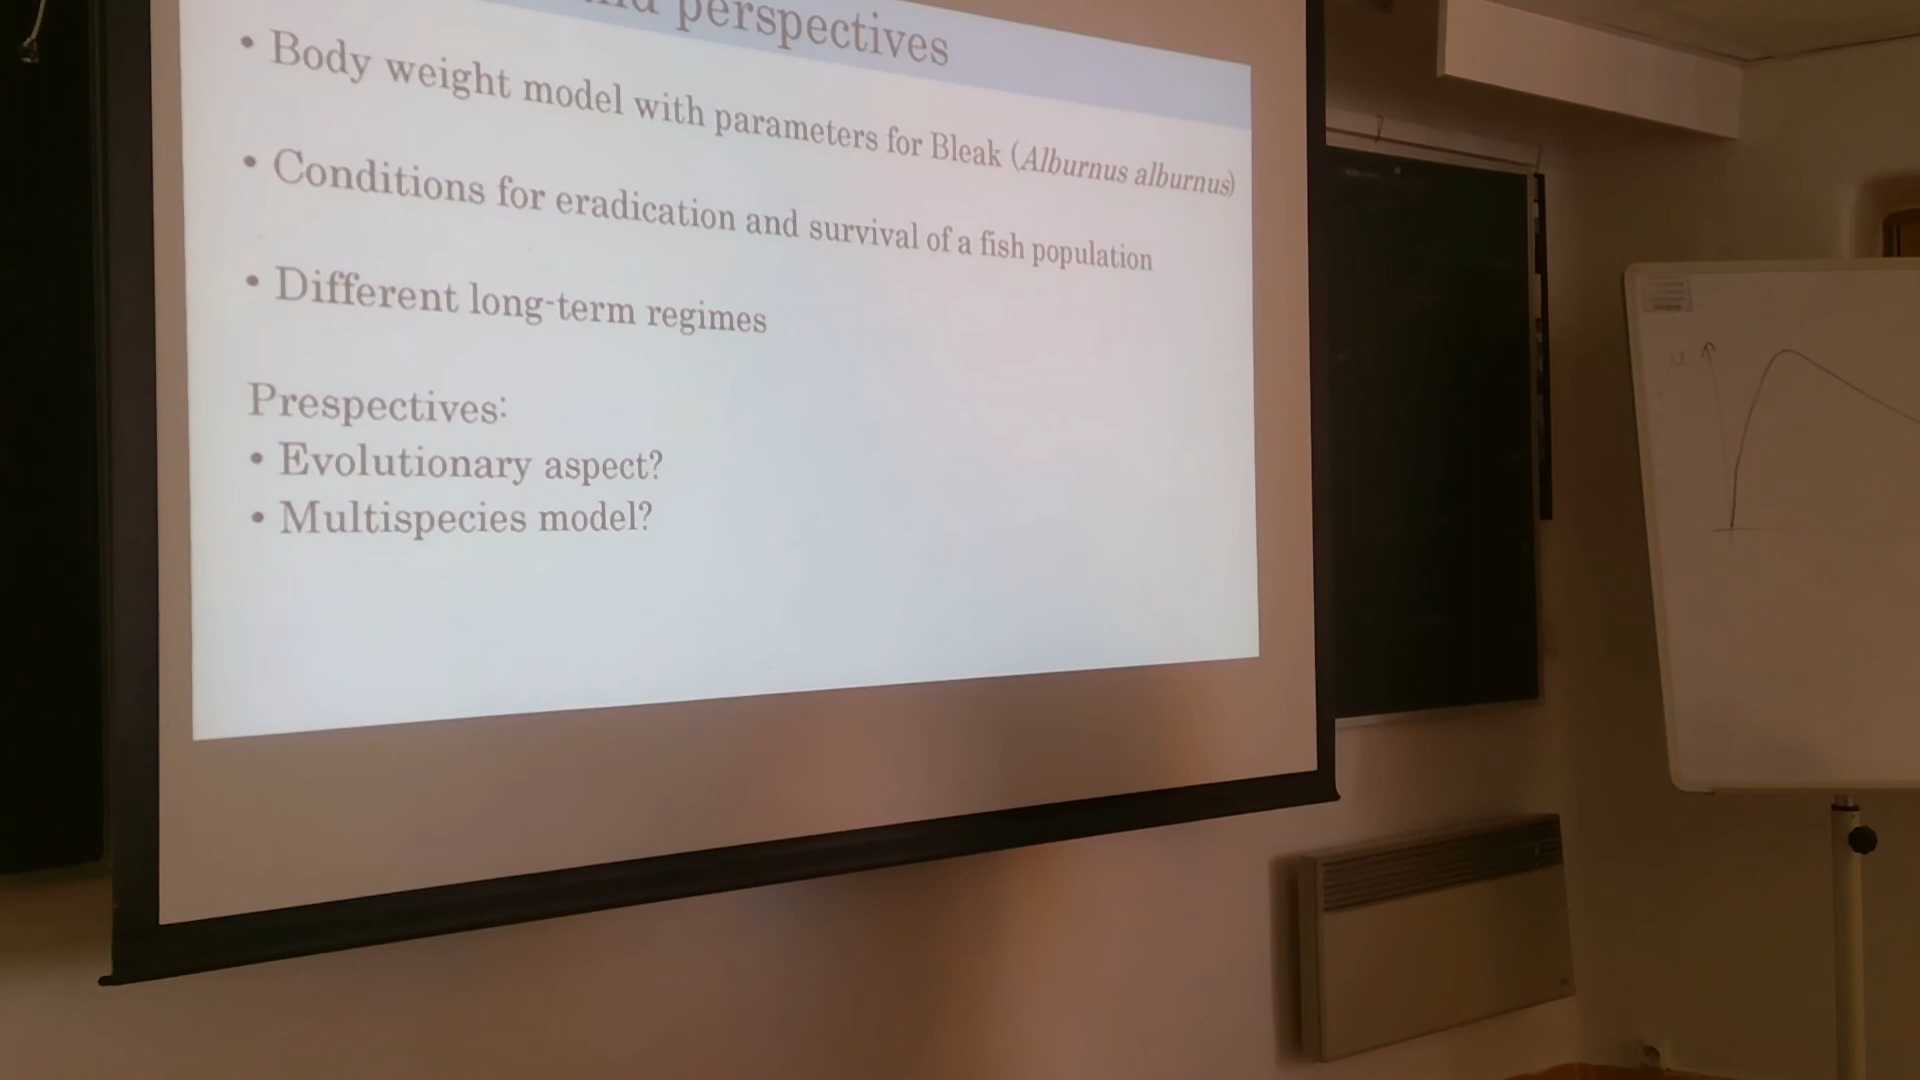 perspectives
• Body weight model with parameters for Bleak (Alburnus alburnus)
• Conditions for eradication and survival of a fish population
• Different long-term regimes
Prespectives:
• Evolutionary aspect?
• Multispecies model?